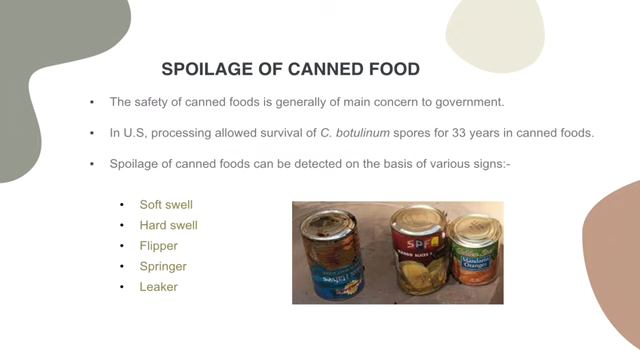 SPOILAGE OF CANNED FOOD
• The safety of canned foods is generally of main concern to government.
• In U.S, processing allowed survival of C. botulinum spores for 33 years in canned foods.
• Spoilage of canned foods can be detected on the basis of various signs:-
• Soft swell
• Hard swell
• Flipper
• Springer
• Leaker
Mandarin
Oranges